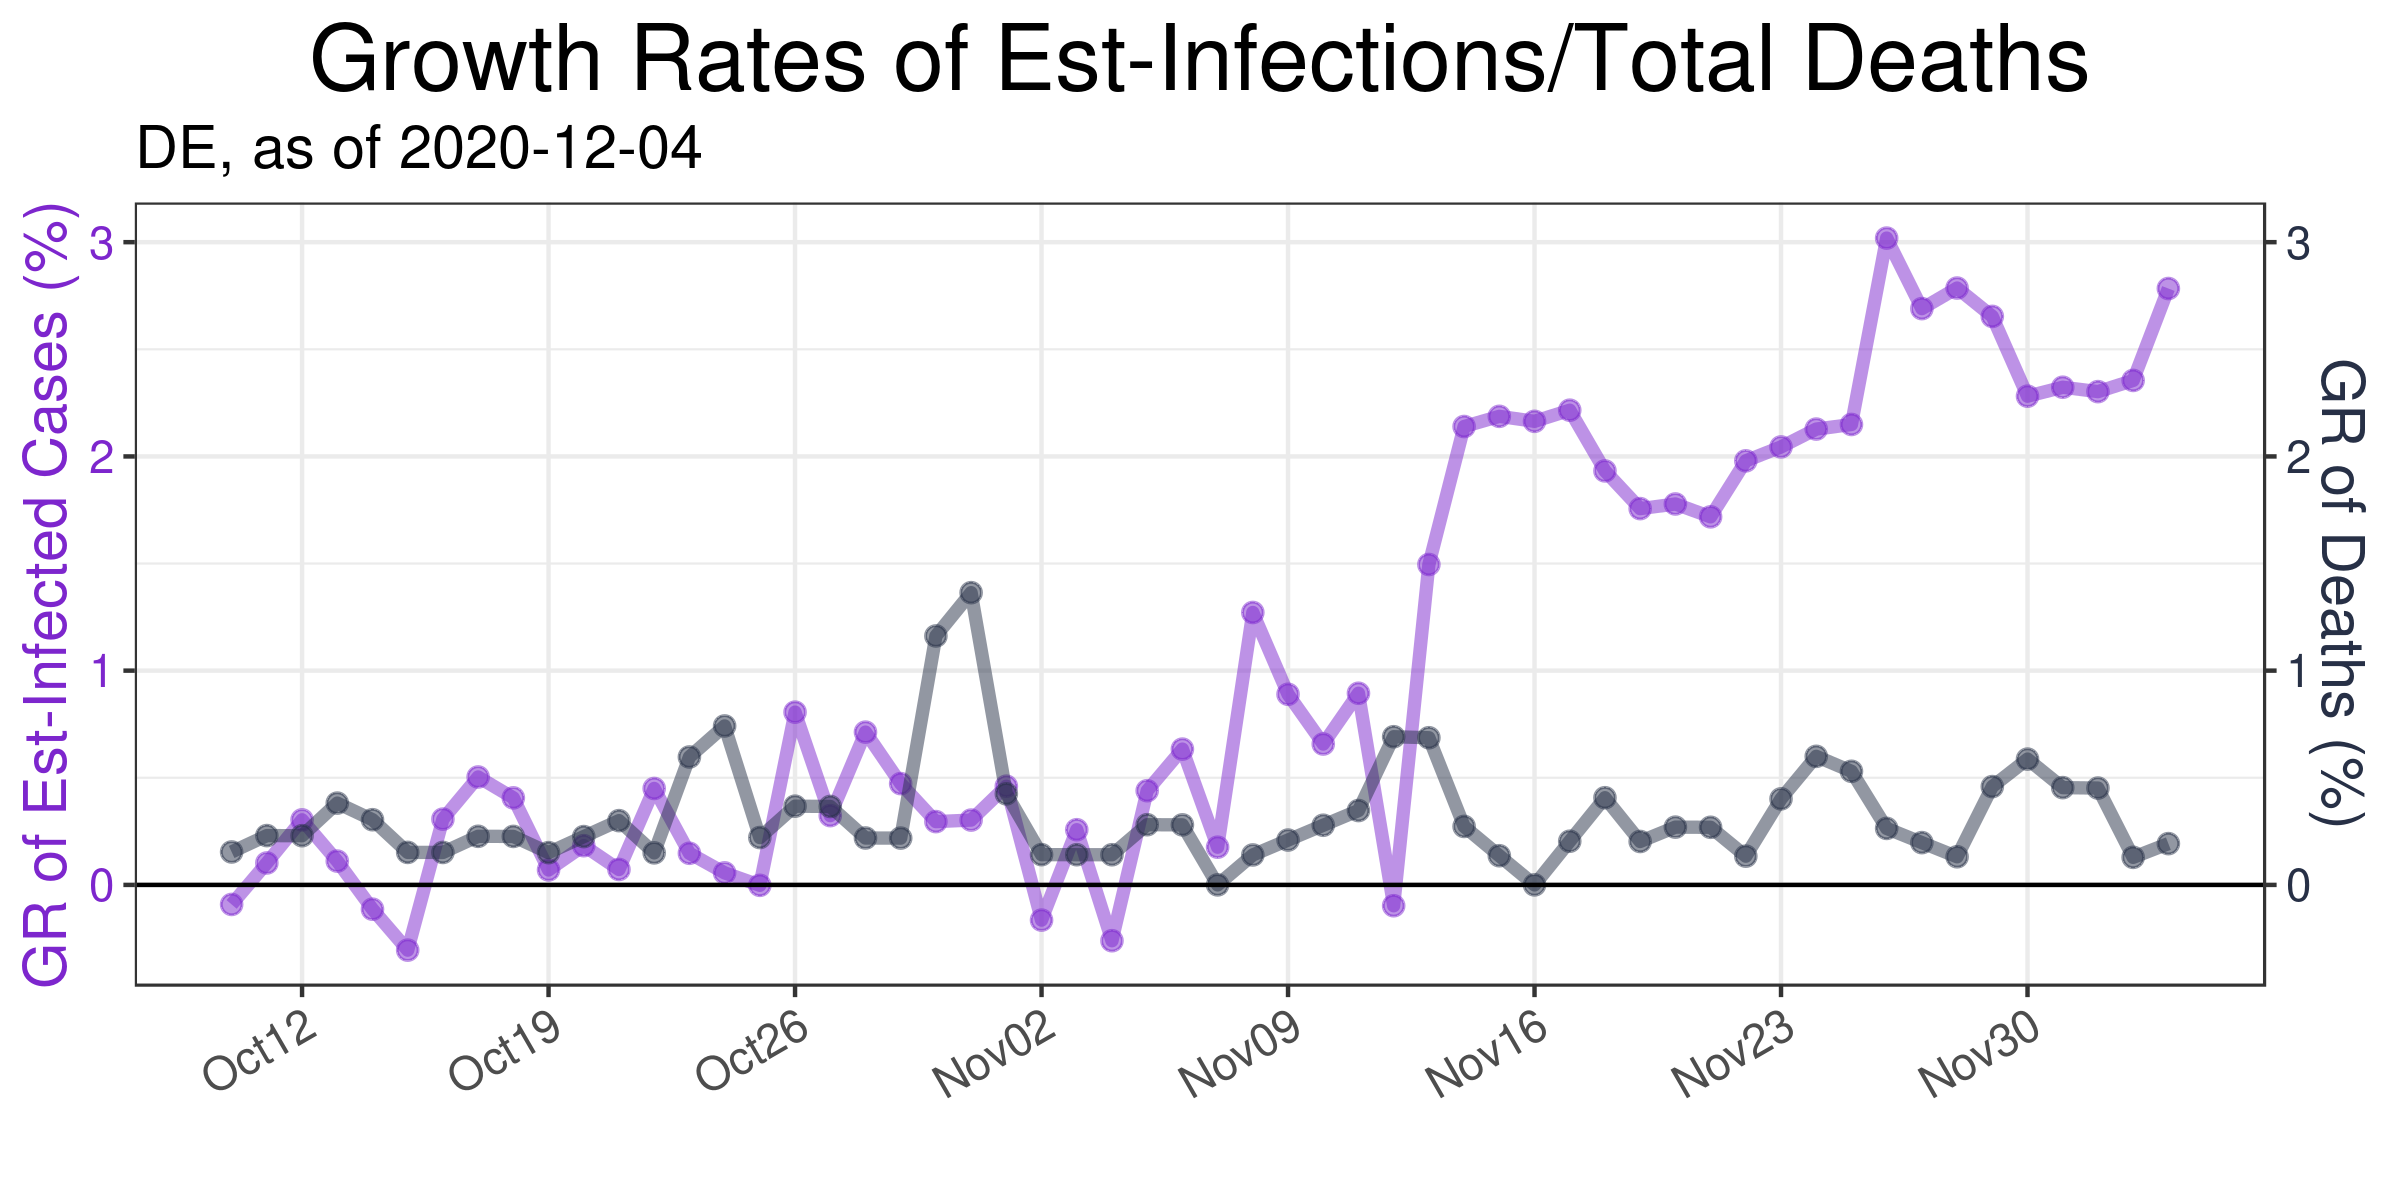 Growth Rates of Est-Infections/Total Deaths
DE, as of 2020-12-04
GR of Est-Infected Cases (%)
3
2
1
0
3
2
1
0
GR of Deaths (%)
Oct12
Oct19
Oct26
Nov02
Nov09
Nov16
Nov23
Nov30